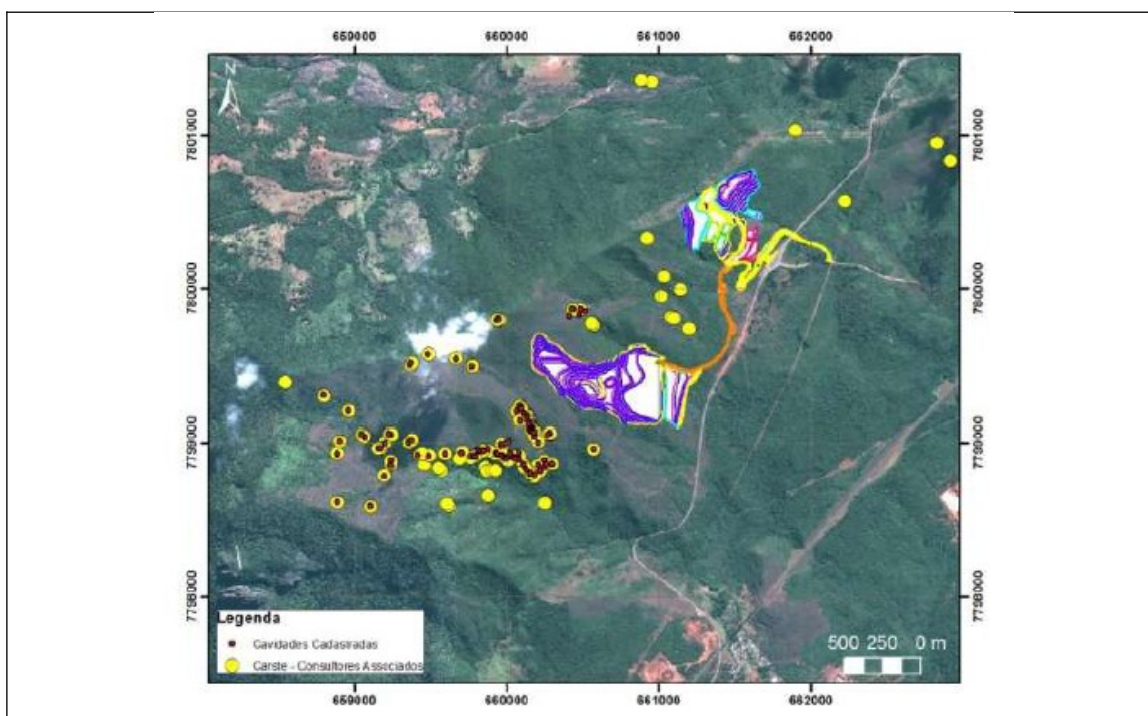 659000 660000 661000 662000
N
7801000 7801000
7800000 7800000
7799000 7799000
7798000 7798000
Legenda
Cavidades Cadastradas
Carste - Consultores Associados
500 250 0 m
659000 660000 661000 662000